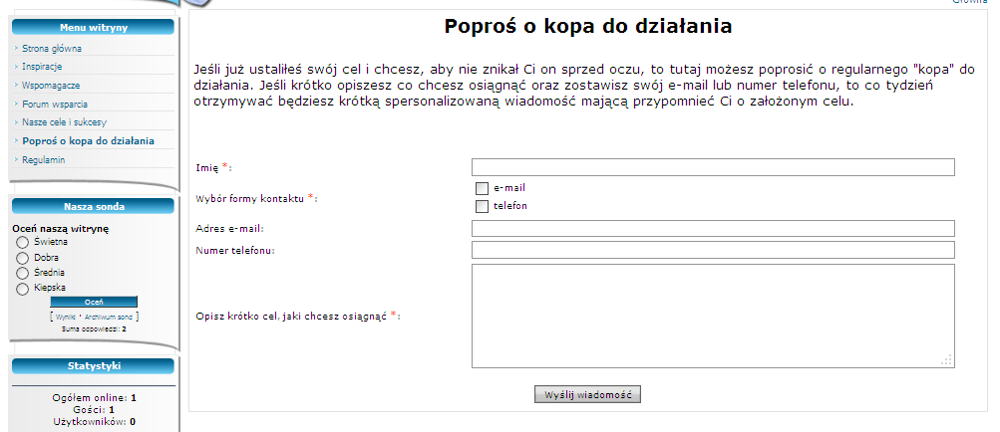 Główna
Menu witryny
Strona główna
Inspiracje
Wspomagacze
Forum wsparcia
Nasze cele i sukcesy
Poproś o kopa do działania
Regulamin
Nasza sonda
Oceń naszą witrynę
Świetna
Dobra
Średnia
Kiepska
Oceń
[ Wyniki • Archiwum sond ]
Suma odpowiedzi: 2
Statystyki
Ogółem online: 1
Gości: 1
Użytkowników: 0
Poproś o kopa do działania
Jeśli już ustaliłeś swój cel i chcesz, aby nie znikał Ci on sprzed oczu, to tutaj możesz poprosić o regularnego "kopa" do
działania. Jeśli krótko opiszesz co chcesz osiągnąć oraz zostawisz swój e-mail lub numer telefonu, to co tydzień
otrzymywać będziesz krótką spersonalizowaną wiadomość mającą przypomnieć Ci o założonym celu.
Imię *:
Wybór formy kontaktu *:
e-mail
telefon
Adres e-mail:
Numer telefonu:
Opisz krótko cel, jaki chcesz osiągnąć *:
Wyślij wiadomość